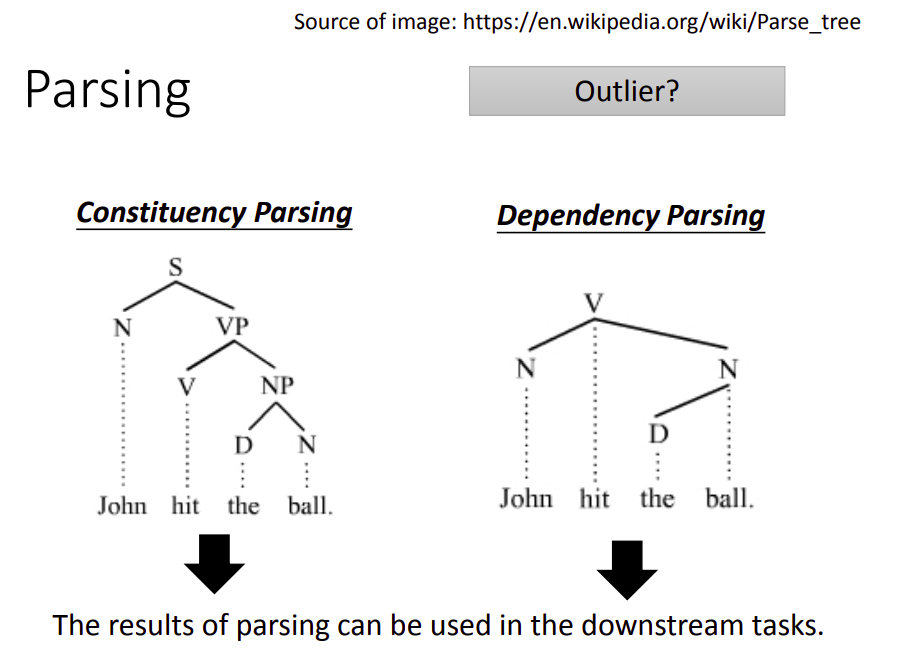 Source of image: https://en.wikipedia.org/wiki/Parse_tree
Parsing
Outlier?
Constituency Parsing
S
N VP
V NP
D N
John hit the ball.
Dependency Parsing
V
N N
D
John hit the ball.
The results of parsing can be used in the downstream tasks.